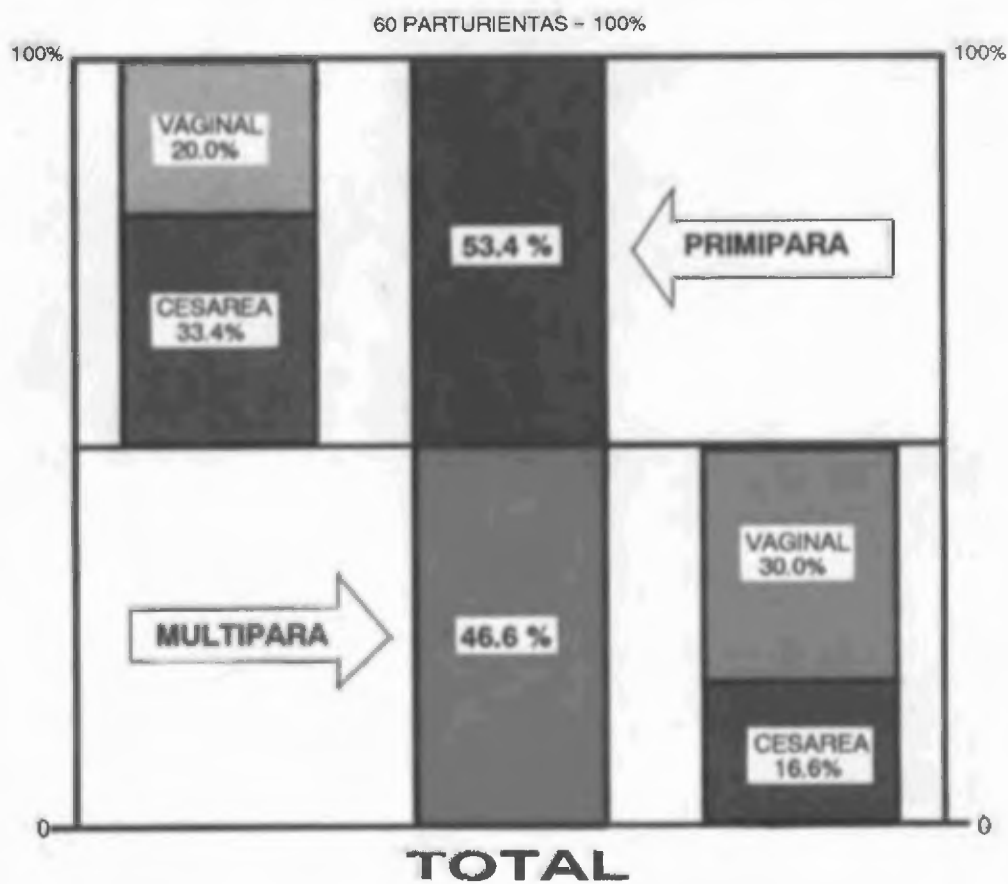 60 PARTURIENTAS - 100%
100%
100%
VAGINAL
20.0%
53.4 %
PRIMIPARA
CESAREA
33.4%
VAGINAL
30.0%
MULTIPARA
46.6 %
CESAREA
16.6%
0
0
TOTAL